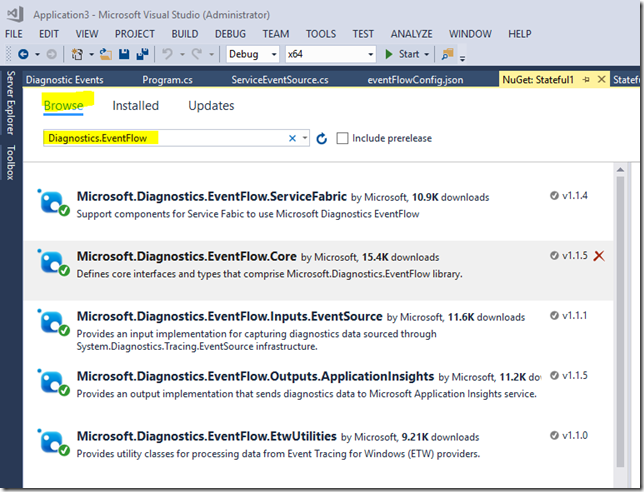 Application3 - Microsoft Visual Studio (Administrator)
FILE EDIT VIEW PROJECT BUILD DEBUG TEAM TOOLS TEST ANALYZE WINDOW HELP
Debug x64 Start
Server Explorer
Toolbox
Diagnostic Events Program.cs ServiceEventSource.cs eventFlowConfig.json NuGet: Stateful1 Statef
Browse Installed Updates
Diagnostics.EventFlow Include prerelease
Microsoft.Diagnostics.EventFlow.ServiceFabric by Microsoft, 10.9K downloads v1.1.4
Support components for Service Fabic to use Microsoft Diagnostics EventFlow
Microsoft.Diagnostics.EventFlow.Core by Microsoft, 15.4K downloads v1.1.5
Defines core interfaces and types that comprise Microsoft.Diagnostics.EventFlow library.
Microsoft.Diagnostics.EventFlow.Inputs.EventSource by Microsoft, 11.6K downloads v1.1.1
Provides an input implementation for capturing diagnostics data sourced through
System.Diagnostics.Tracing.EventSource infrastructure.
Microsoft.Diagnostics.EventFlow.Outputs.ApplicationInsights by Microsoft, 11.2K dow v1.1.5
Provides an output implementation that sends diagnostics data to Microsoft Application Insights service.
Microsoft.Diagnostics.EventFlow.EtwUtilities by Microsoft, 9.21K downloads v1.1.0
Provides utility classes for processing data from Event Tracing for Windows (ETW) providers.